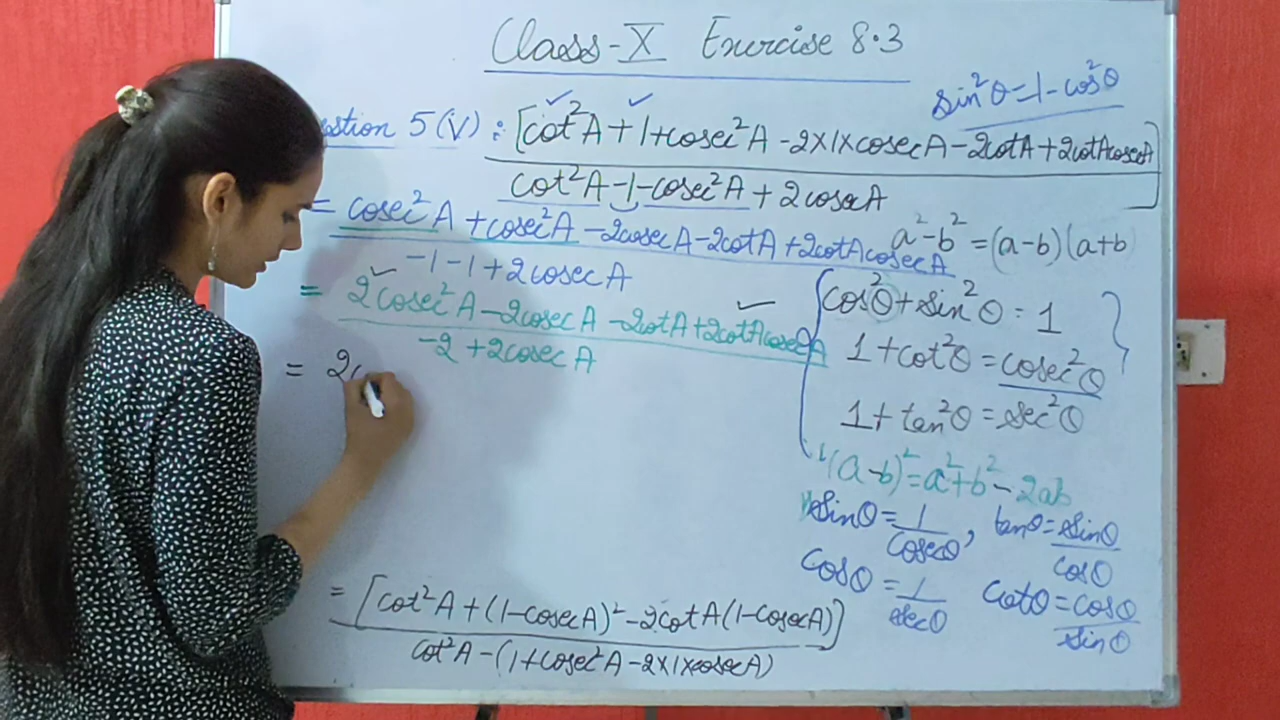 Class-X Exercise 8.3
sin²θ=1-cos²θ
estion 5(V) : [cot²A+1+cosec²A-2×1×cosecA-2cotA+2cotAcosecA]
cot²A-1-cosec²A+2cosecA
= cosec²A+cosec²A-2cosecA-2cotA+2cotAcosecA
-1-1+2cosecA
a²-b²=(a-b)(a+b)
= 2cosec²A-2cosecA-2cotA+2cotAcosecA
-2+2cosecA
= 2c
cos²θ+sin²θ=1
1+cot²θ=cosec²θ
1+tan²θ=sec²θ
(a-b)²=a²+b²-2ab
sinθ=1/cosecθ, tanθ=sinθ/cosθ
cosθ=1/secθ cotθ=cosθ/sinθ
= [cot²A+(1-cosecA)²-2cotA(1-cosecA)]
cot²A-(1+cosec²A-2×1×cosecA)